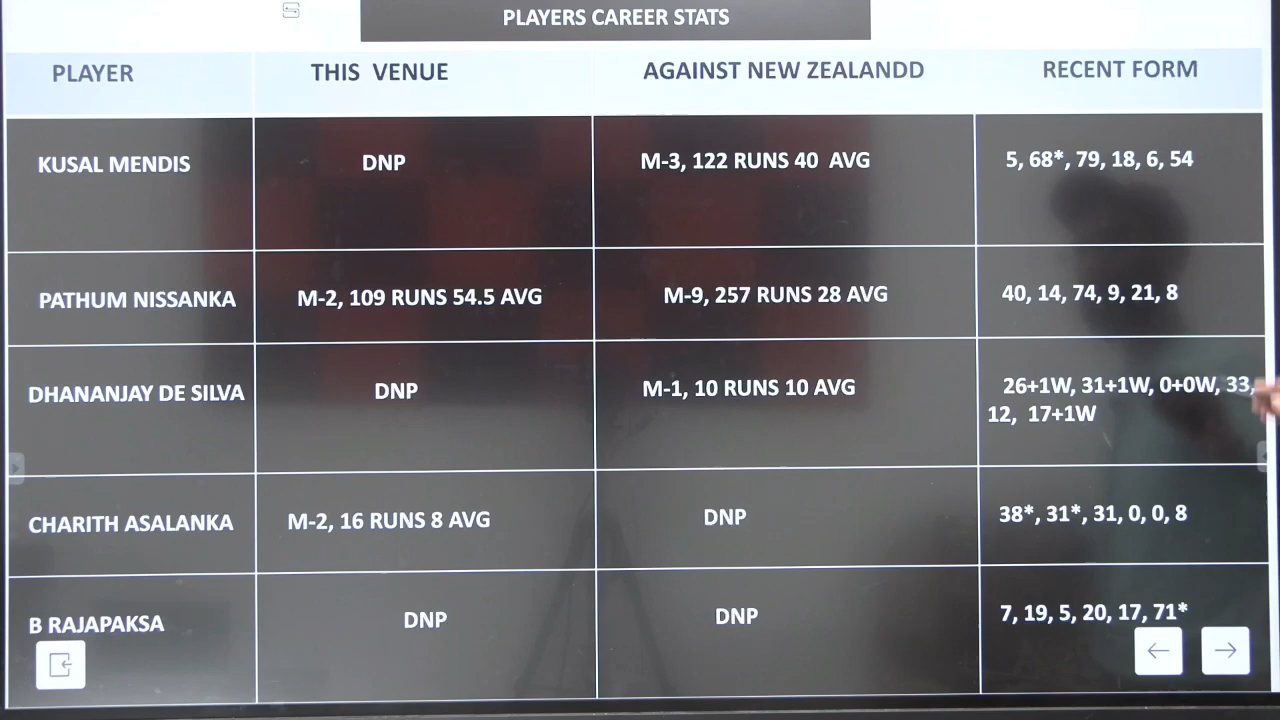 PLAYERS CAREER STATS
PLAYER THIS VENUE AGAINST NEW ZEALANDD RECENT FORM
KUSAL MENDIS DNP M-3, 122 RUNS 40 AVG 5, 68*, 79, 18, 6, 54
PATHUM NISSANKA M-2, 109 RUNS 54.5 AVG M-9, 257 RUNS 28 AVG 40, 14, 74, 9, 21, 8
DHANANJAY DE SILVA DNP M-1, 10 RUNS 10 AVG 26+1W, 31+1W, 0+0W, 33,
12, 17+1W
CHARITH ASALANKA M-2, 16 RUNS 8 AVG DNP 38*, 31*, 31, 0, 0, 8
B RAJAPAKSA DNP DNP 7, 19, 5, 20, 17, 71*